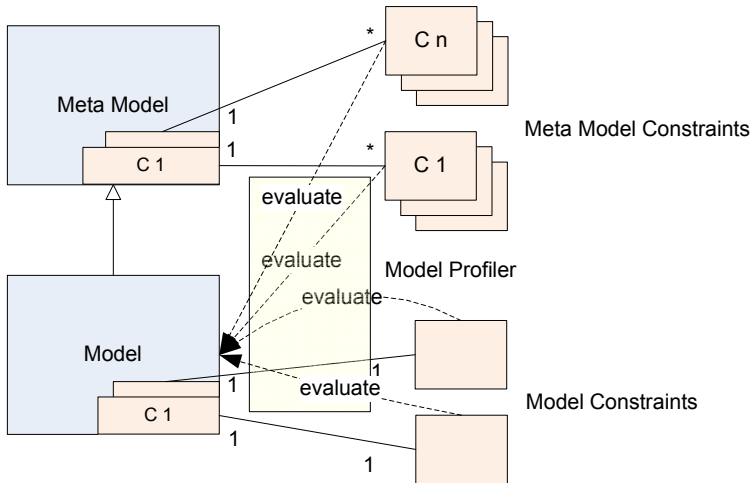 *
C n
Meta Model
1
Meta Model Constraints
1
*
C 1
C 1
evaluate
evaluate
Model Profiler
evaluate
Model
1
1
evaluate
Model Constraints
C 1
1
1